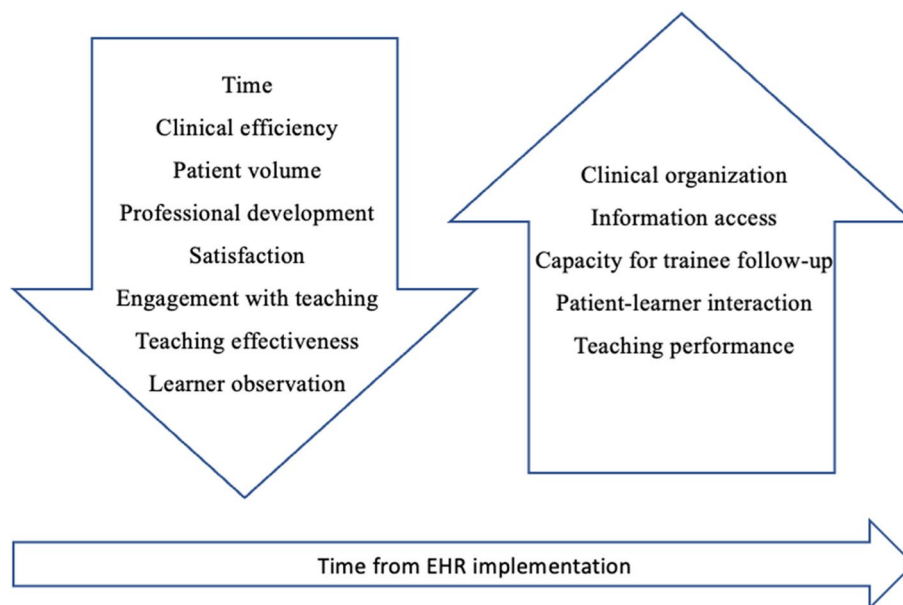 Time
Clinical efficiency
Patient volume
Professional development
Satisfaction
Engagement with teaching
Teaching effectiveness
Learner observation
Clinical organization
Information access
Capacity for trainee follow-up
Patient-learner interaction
Teaching performance
Time from EHR implementation